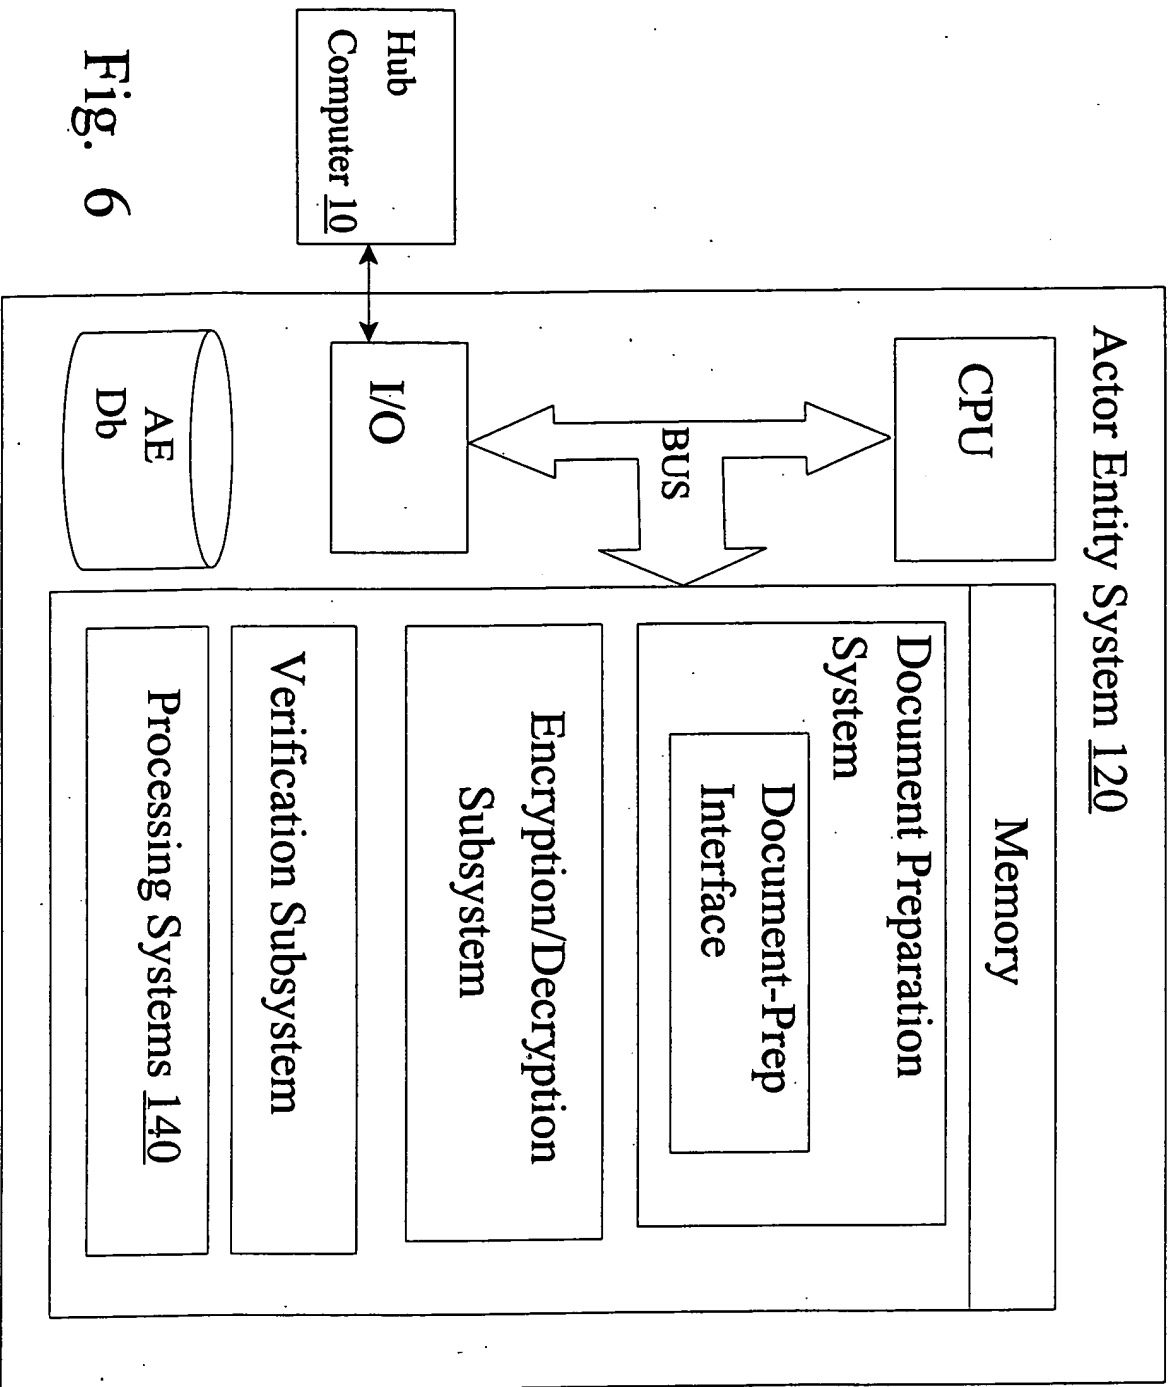 Actor Entity System 120
CPU
BUS
I/O
AE
Db
Hub
Computer 10
Memory
Document Preparation
System
Document-Prep
Interface
Encryption/Decryption
Subsystem
Verification Subsystem
Processing Systems 140
Fig. 6